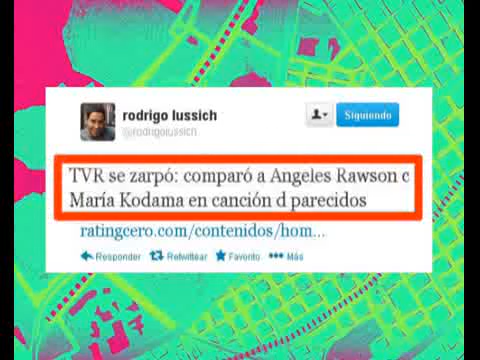 rodrigo lussich
@rodrigolussich
Siguiendo
TVR se zarpó: comparó a Angeles Rawson c
María Kodama en canción d parecidos
ratingcero.com/contenidos/hom...
Responder Retwittear Favorito Más